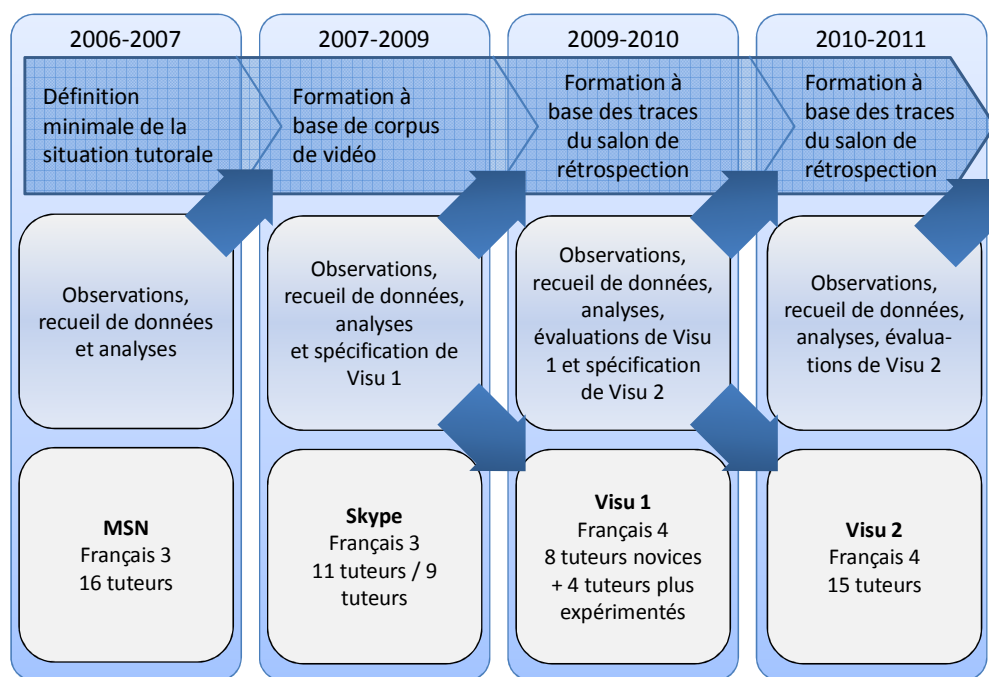 2006-2007
Définition
minimale de la
situation tutorale
Observations,
recueil de données
et analyses
MSN
Français 3
16 tuteurs
2007-2009
Formation à
base de corpus
de vidéo
Observations,
recueil de données,
analyses
et spécification de
Visu 1
Skype
Français 3
11 tuteurs / 9
tuteurs
2009-2010
Formation à
base des traces
du salon de
rétrospection
Observations,
recueil de données,
analyses,
évaluations de Visu
1 et spécification
de Visu 2
Visu 1
Français 4
8 tuteurs novices
+ 4 tuteurs plus
expérimentés
2010-2011
Formation à
base des traces
du salon de
rétrospection
Observations,
recueil de données,
analyses, évalua-
tions de Visu 2
Visu 2
Français 4
15 tuteurs